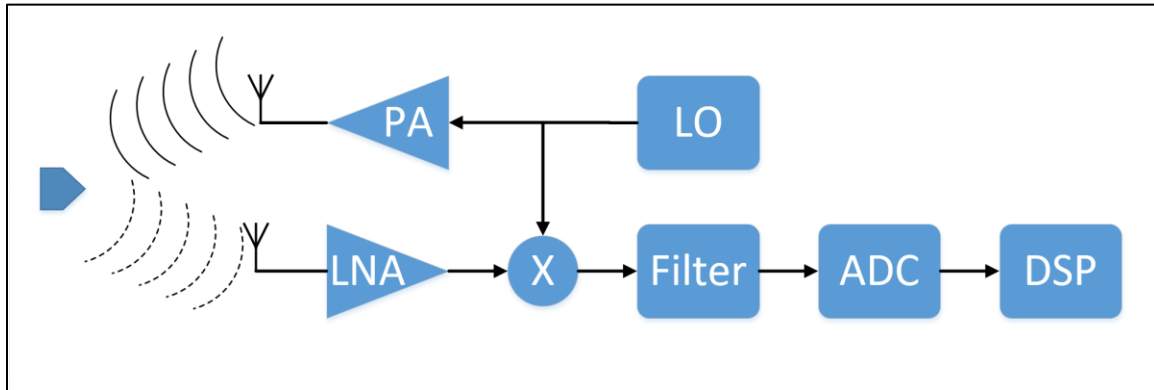 PA
LO
LNA
X
Filter
ADC
DSP